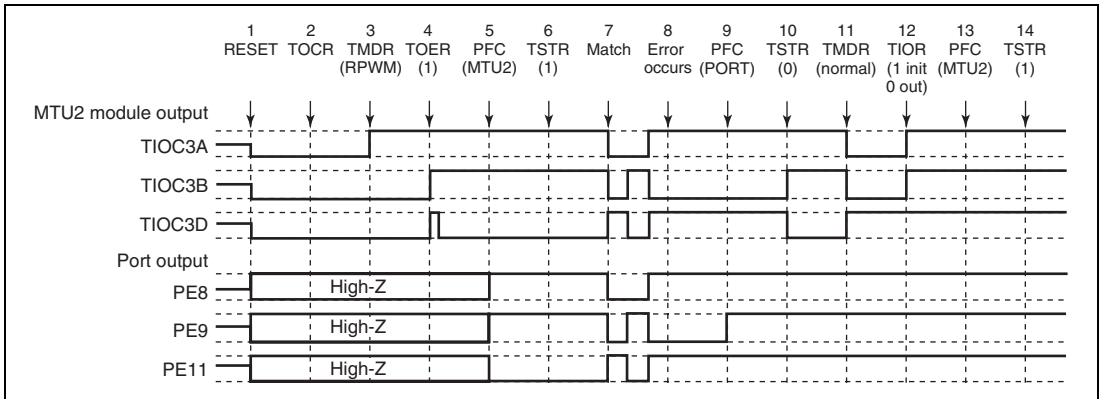 1 2 3 4 5 6 7 8 9 10 11 12 13 14
RESET TOCR TMDR TOER PFC TSTR Match Error PFC TSTR TMDR TIOR PFC TSTR
(RPWM) (1) (MTU2) (1) occurs (PORT) (0) (normal) (1 init (MTU2) (1)
0 out)
MTU2 module output
TIOC3A
TIOC3B
TIOC3D
Port output
PE8 High-Z
PE9 High-Z
PE11 High-Z